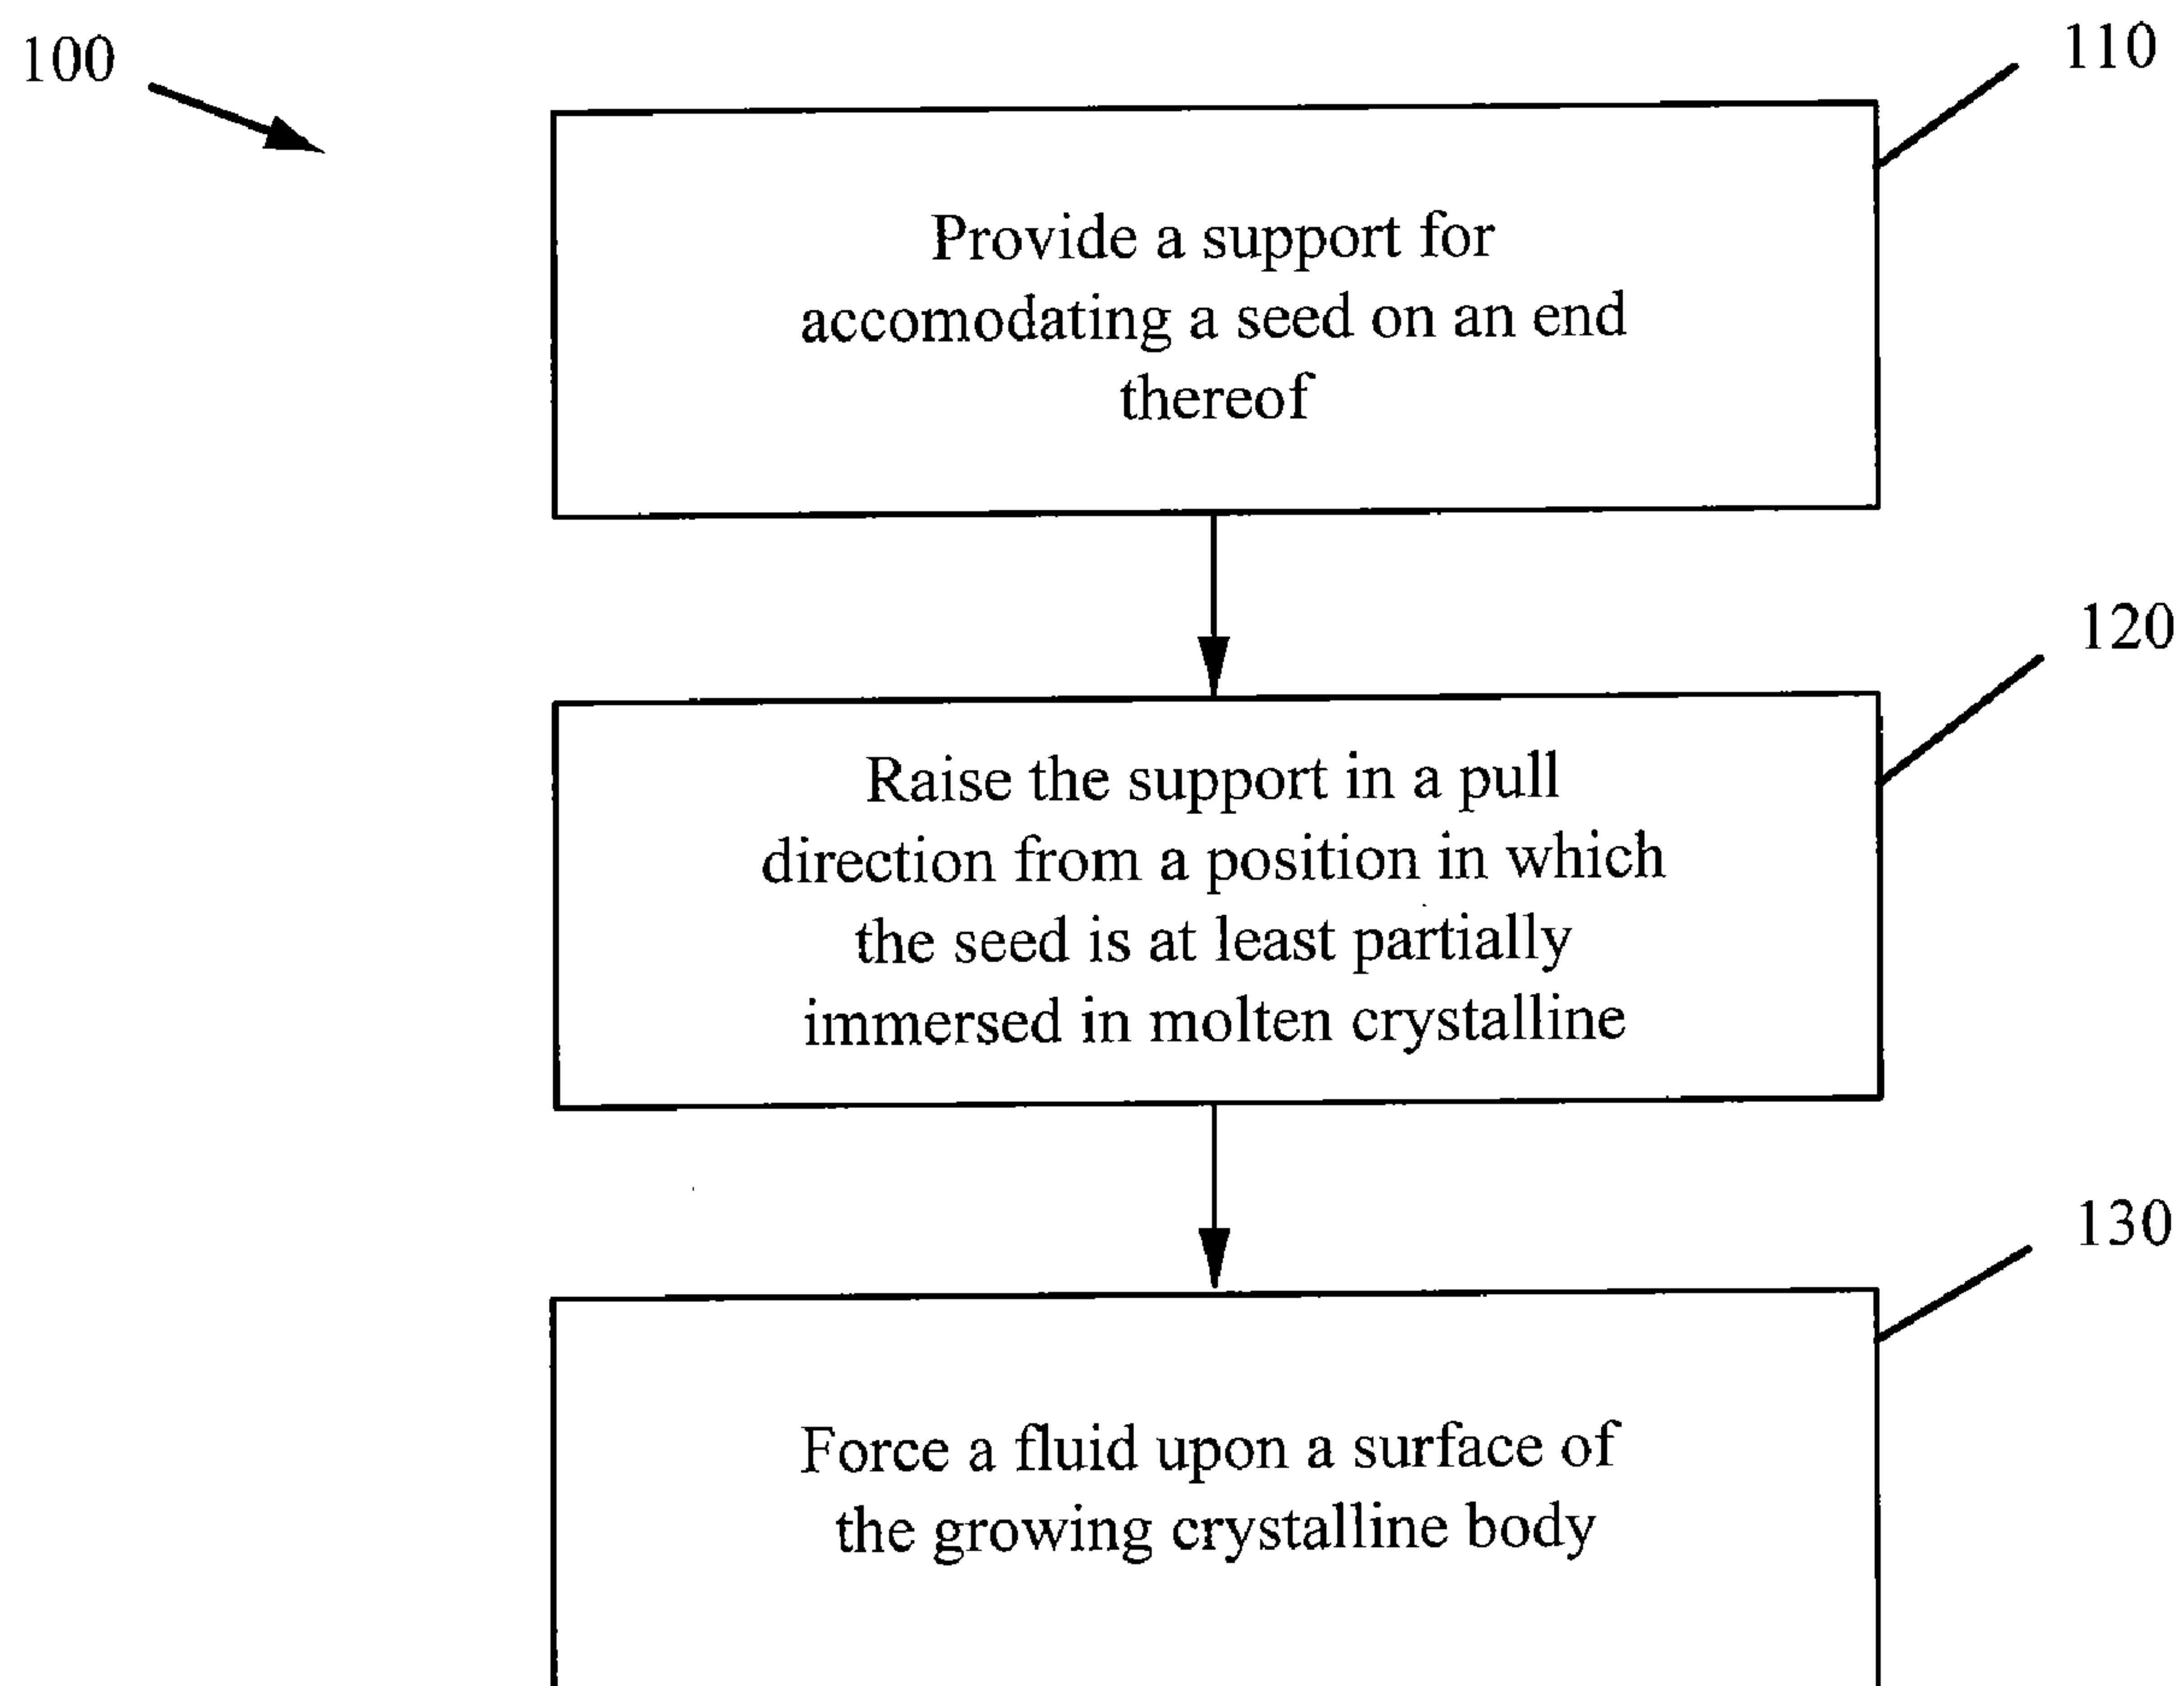 100
110
Provide a support for
accomodating a seed on an end
thereof
120
Raise the support in a pull
direction from a position in which
the seed is at least partially
immersed in molten crystalline
130
Force a fluid upon a surface of
the growing crystalline body